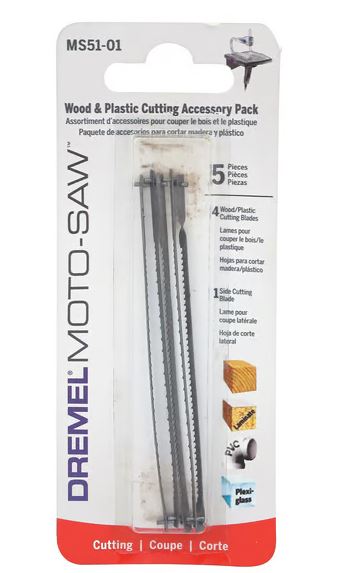 MS51-01
Wood & Plastic Cutting Accessory Pack
Assortiment d'accessoires pour couper le bois et le plastique
Paquete de accesorios para cortar madera y plástico
DREMEL MOTO-SAW™
5 Pieces
Pièces
Piezas
4 Wood/Plastic
Cutting Blades
Lames pour
couper le bois/le
plastique
Hojas para cortar
madera/plástico
1 Side Cutting
Blade
Lame pour
coupe latérale
Hoja de corte
lateral
Laminate
PVC
Plexi-
glass
Cutting | Coupe | Corte